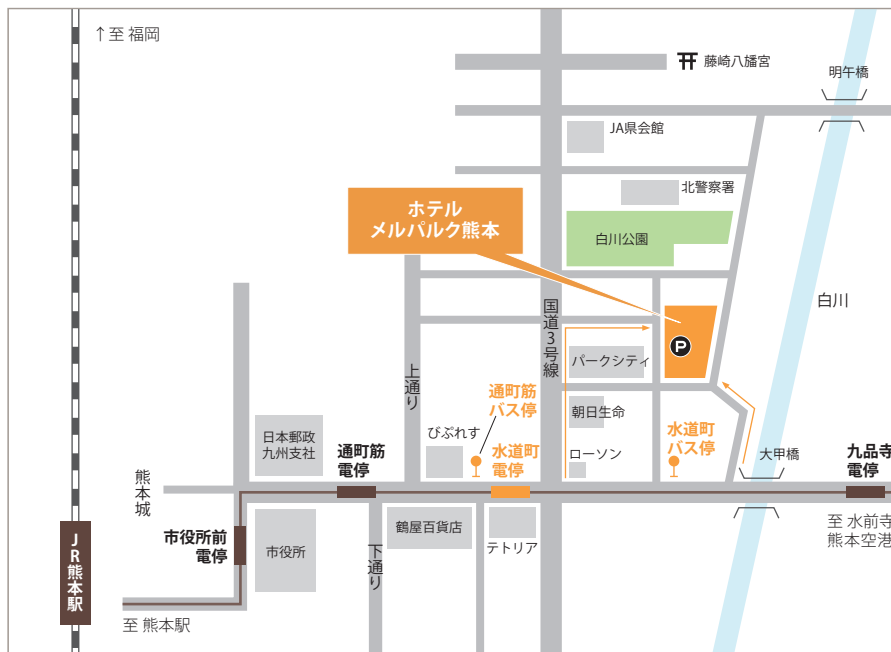 ↑至 福岡
藤崎八幡宮
明午橋
JA県会館
北警察署
ホテル
メルパルク熊本
白川公園
白川
国道3号線
P
上通り
パークシティ
通町筋
バス停
朝日生命
びぷれす
日本郵政
九州支社
通町筋
電停
水道町
電停
ローソン
水道町
バス停
大甲橋
九品寺
電停
熊本城
至 水前寺
熊本空港
市役所前
電停
市役所
鶴屋百貨店
テトリア
下通り
JR熊本駅
至 熊本駅